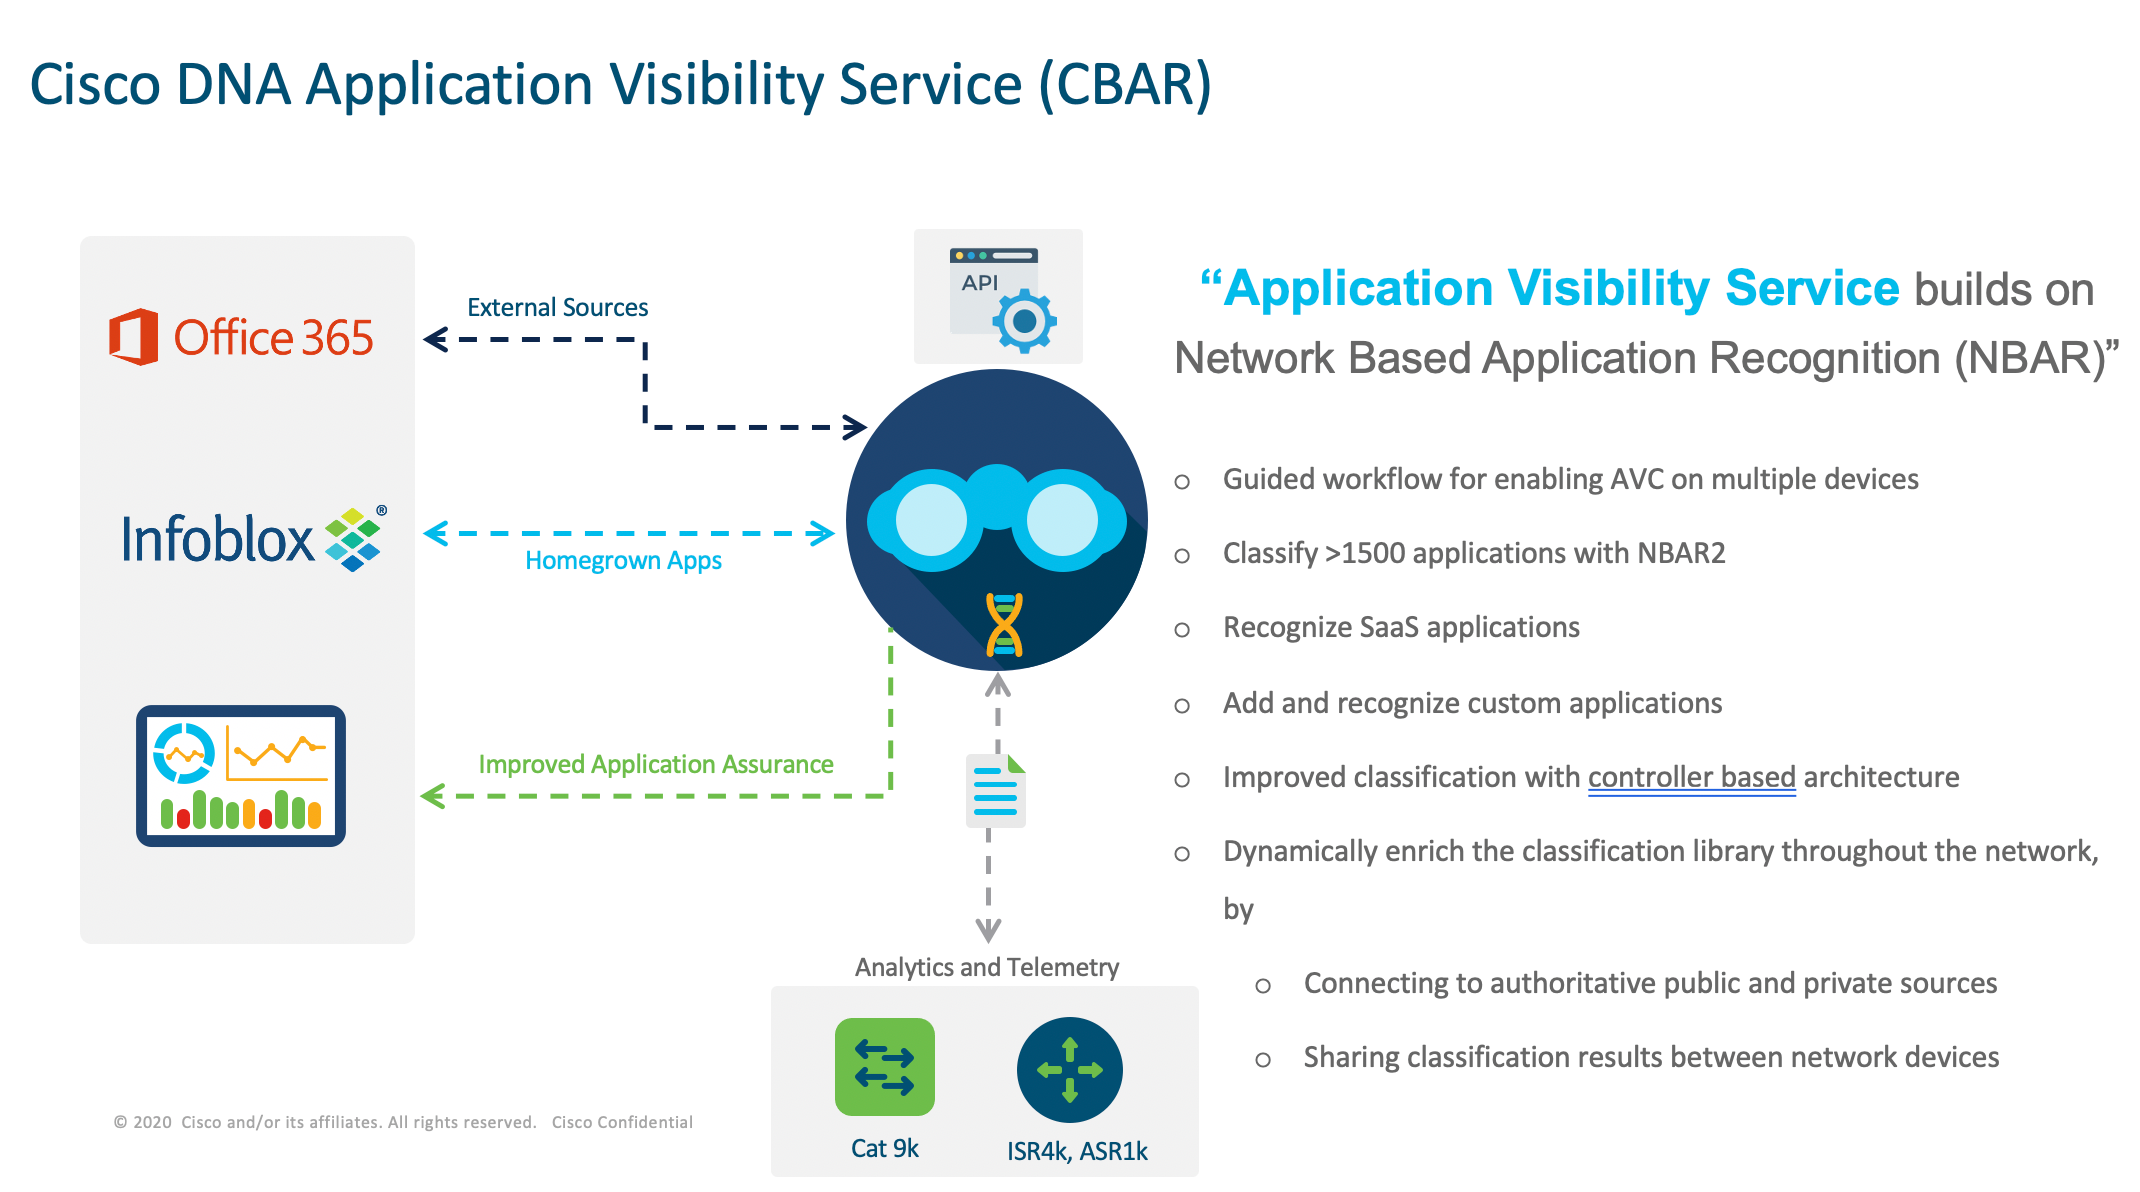 Cisco DNA Application Visibility Service (CBAR)
Office 365
External Sources
API
Infoblox®
Homegrown Apps
Improved Application Assurance
Analytics and Telemetry
Cat 9k
ISR4k, ASR1k
“Application Visibility Service builds on
Network Based Application Recognition (NBAR)”
Guided workflow for enabling AVC on multiple devices
Classify >1500 applications with NBAR2
Recognize SaaS applications
Add and recognize custom applications
Improved classification with controller based architecture
Dynamically enrich the classification library throughout the network,
by
Connecting to authoritative public and private sources
Sharing classification results between network devices
© 2020 Cisco and/or its affiliates. All rights reserved. Cisco Confidential